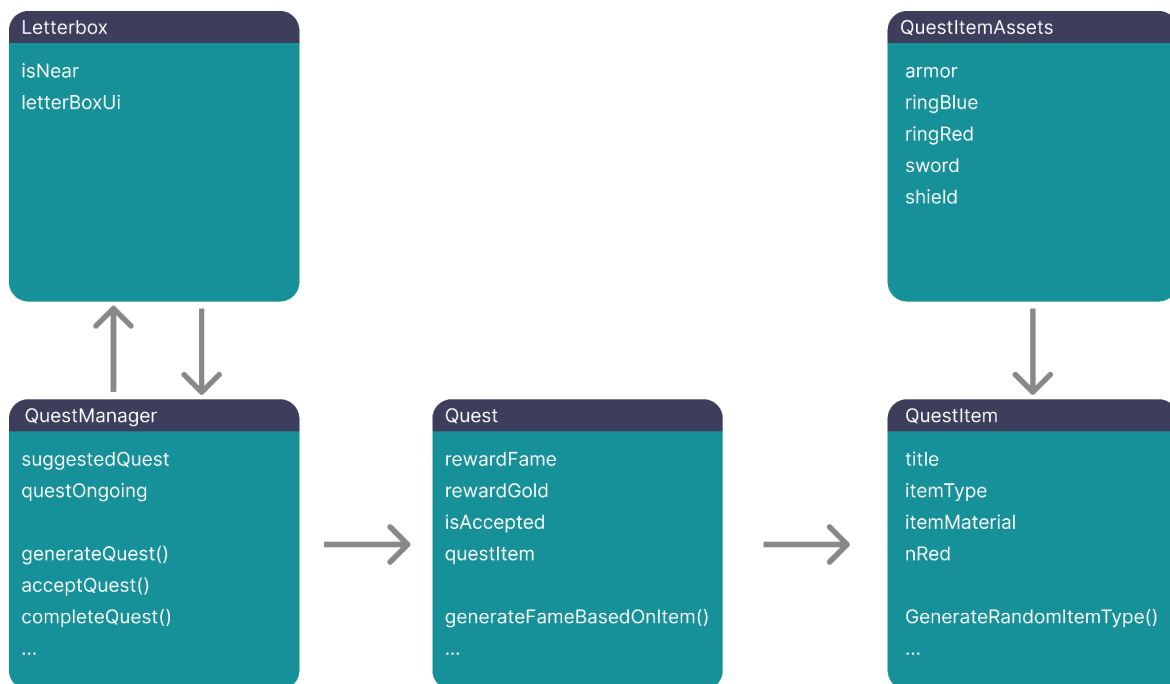 Letterbox
isNear
letterBoxUi
QuestItemAssets
armor
ringBlue
ringRed
sword
shield
QuestManager
suggestedQuest
questOngoing
generateQuest()
acceptQuest()
completeQuest()
...
Quest
rewardFame
rewardGold
isAccepted
questItem
generateFameBasedOnItem()
...
QuestItem
title
itemType
itemMaterial
nRed
GenerateRandomItemType()
...